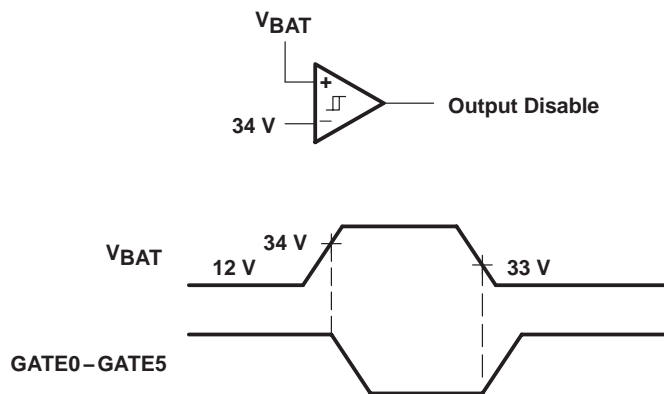 VBAT
+
34 V
−
Output Disable
VBAT
34 V
12 V
33 V
GATE0−GATE5